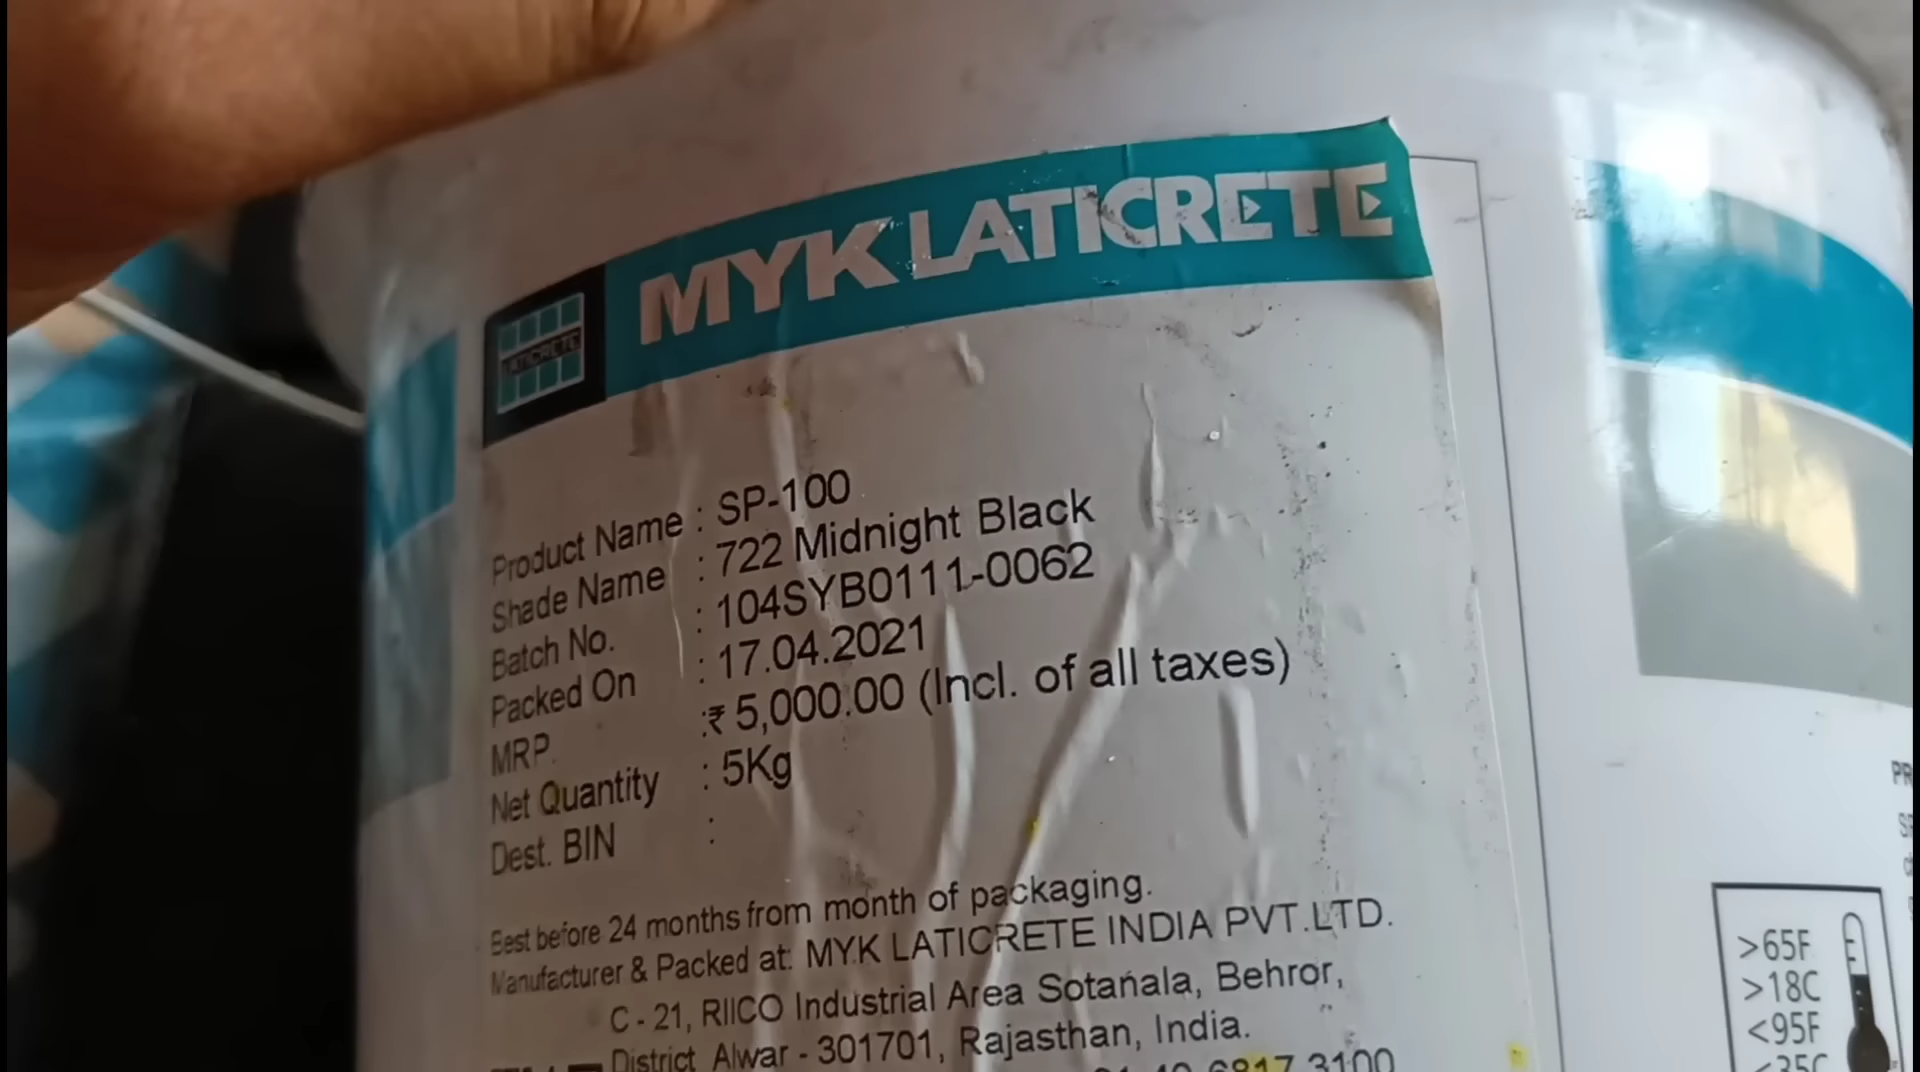 MYK LATICRETE
LATICRETE
Product Name : SP-100
Shade Name : 722 Midnight Black
Batch No. : 104SYB0111-0062
Packed On : 17.04.2021
MRP. :₹ 5,000.00 (Incl. of all taxes)
Net Quantity : 5Kg
Dest. BIN :
Best before 24 months from month of packaging.
Manufacturer & Packed at: MYK LATICRETE INDIA PVT.LTD.
C - 21, RIICO Industrial Area Sotanala, Behror,
District Alwar - 301701, Rajasthan, India.
6817 3100
>65F
>18C
<95F
<35C